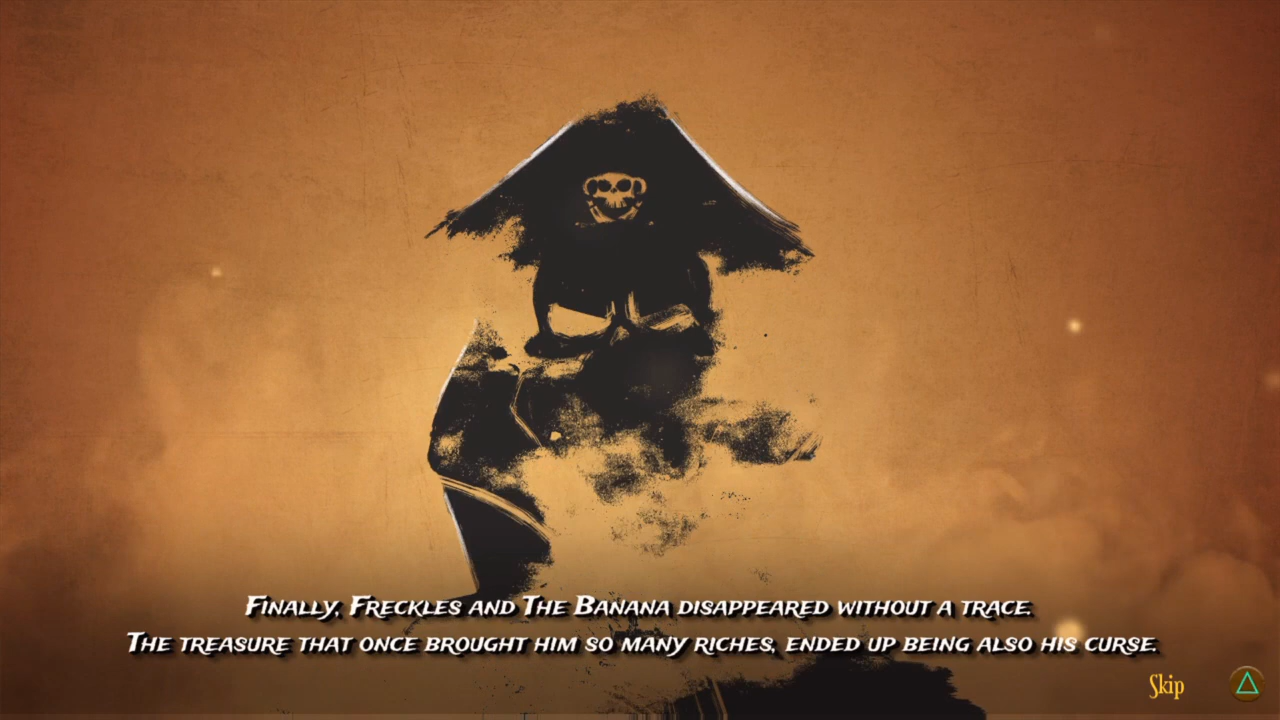 Finally, Freckles and The Banana disappeared without a trace.
The treasure that once brought him so many riches, ended up being also his curse.
Skip